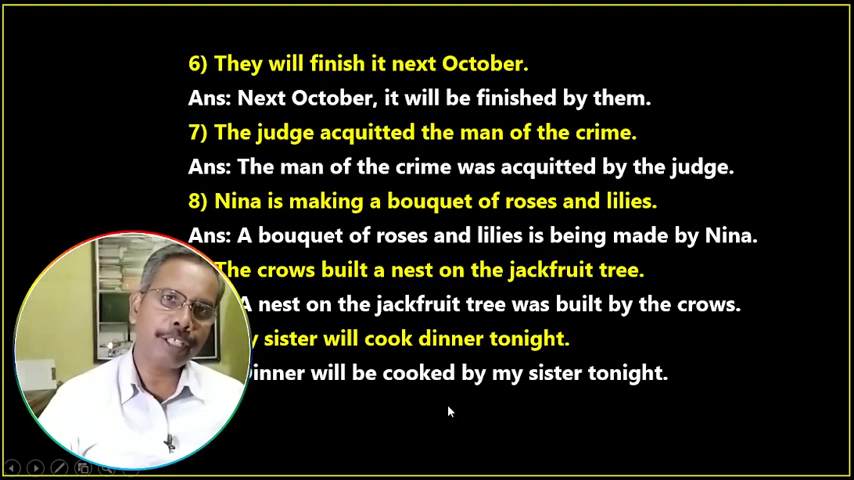 6) They will finish it next October.
Ans: Next October, it will be finished by them.
7) The judge acquitted the man of the crime.
Ans: The man of the crime was acquitted by the judge.
8) Nina is making a bouquet of roses and lilies.
Ans: A bouquet of roses and lilies is being made by Nina.
The crows built a nest on the jackfruit tree.
A nest on the jackfruit tree was built by the crows.
sister will cook dinner tonight.
will be cooked by my sister tonight.